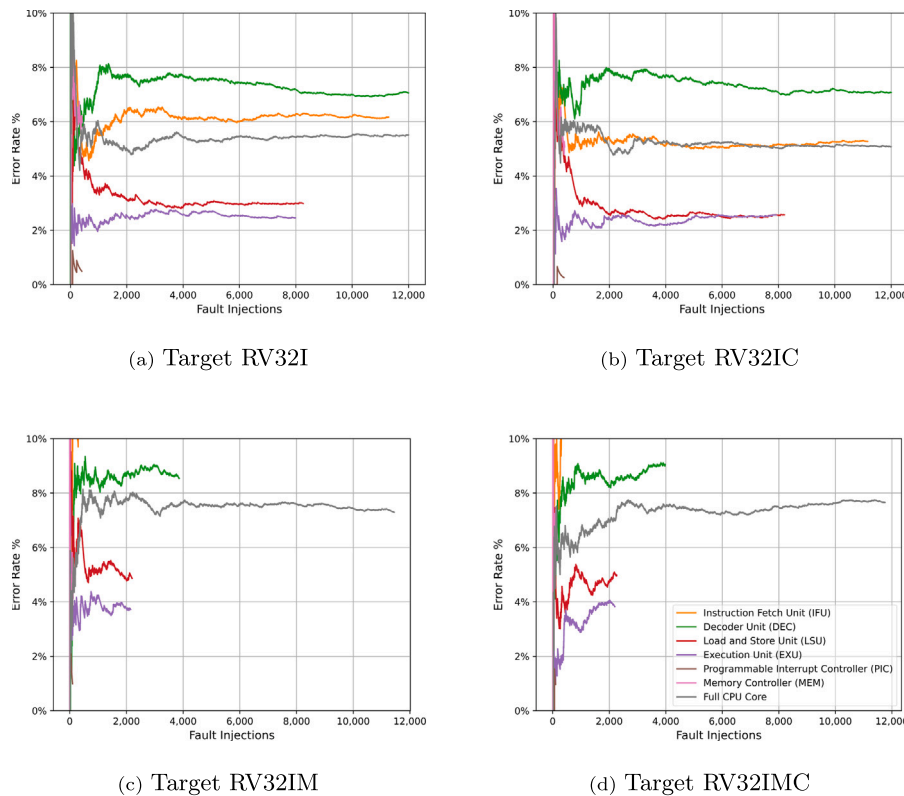 10%
8%
6%
4%
2%
0%
Error Rate %
0
2,000
4,000
6,000
8,000
10,000
12,000
Fault Injections
(a) Target RV32I
10%
8%
6%
4%
2%
0%
Error Rate %
0
2,000
4,000
6,000
8,000
10,000
12,000
Fault Injections
(b) Target RV32IC
10%
8%
6%
4%
2%
0%
Error Rate %
0
2,000
4,000
6,000
8,000
10,000
12,000
Fault Injections
(c) Target RV32IM
10%
8%
6%
4%
2%
0%
Error Rate %
Instruction Fetch Unit (IFU)
Decoder Unit (DEC)
Load and Store Unit (LSU)
Execution Unit (EXU)
Programmable Interrupt Controller (PIC)
Memory Controller (MEM)
Full CPU Core
0
2,000
4,000
6,000
8,000
10,000
12,000
Fault Injections
(d) Target RV32IMC